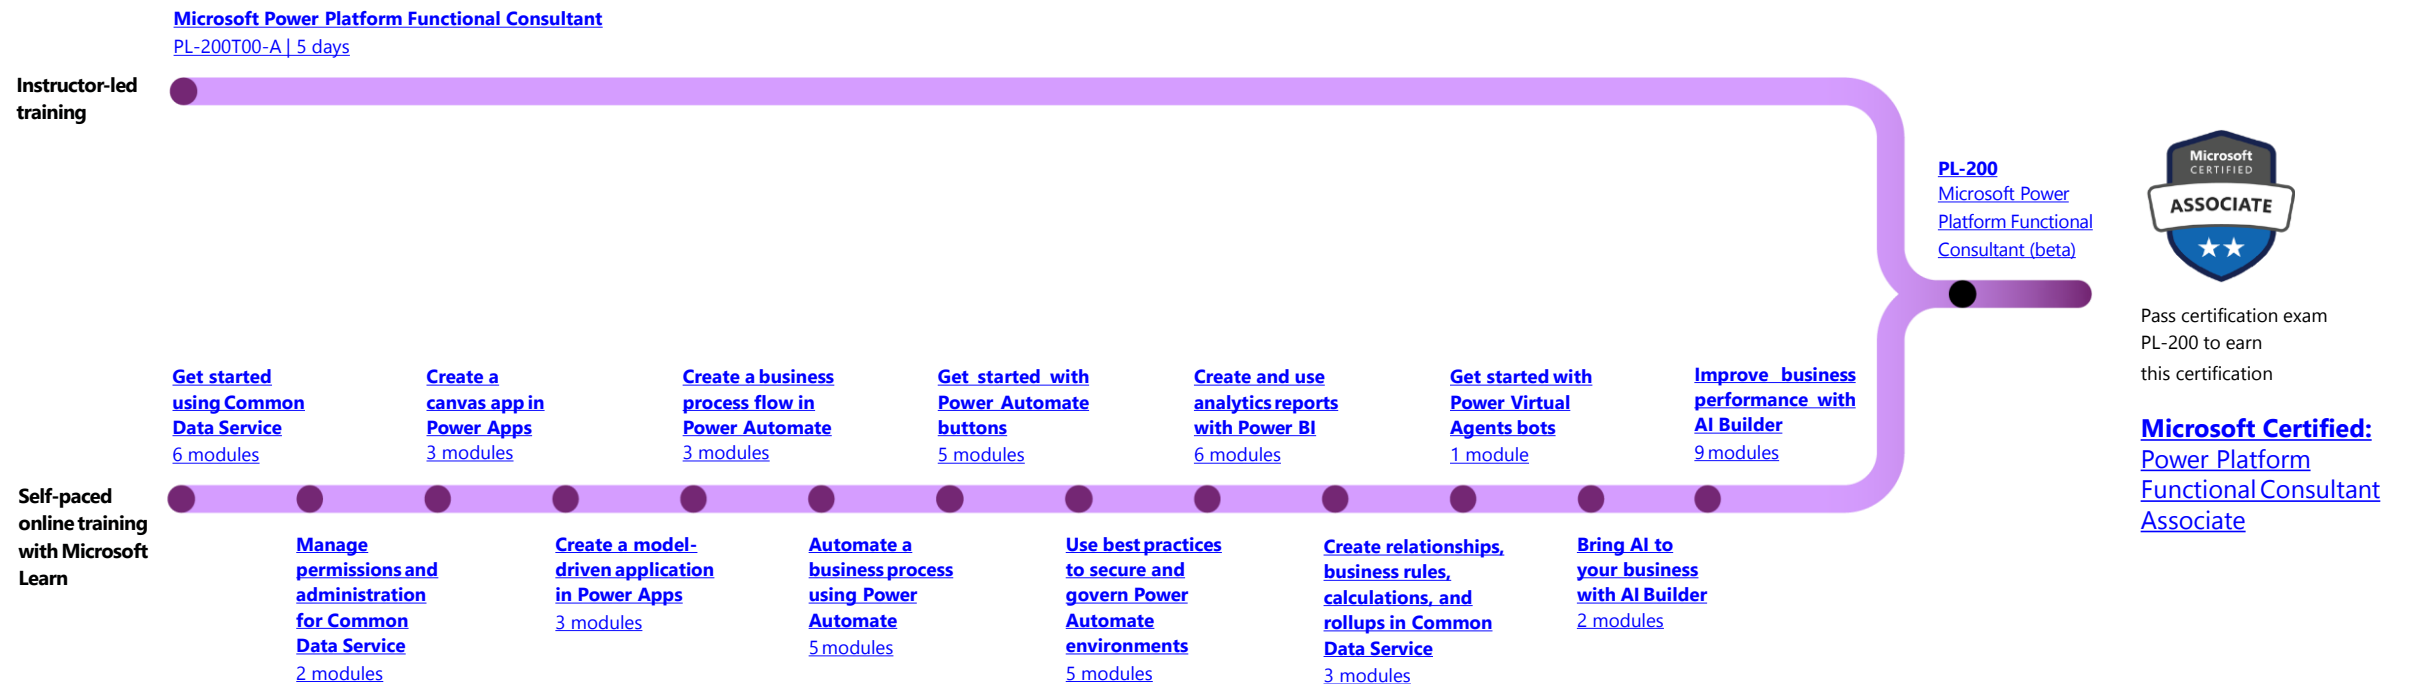 Microsoft Power Platform Functional Consultant
PL-200T00-A | 5 days
Instructor-led
training
PL-200
Microsoft Power
Platform Functional
Consultant (beta)
Microsoft
CERTIFIED
ASSOCIATE
Pass certification exam
PL-200 to earn
this certification
Microsoft Certified:
Power Platform
Functional Consultant
Associate
Self-paced
online training
with Microsoft
Learn
Get started
using Common
Data Service
6 modules
Manage
permissions and
administration
for Common
Data Service
2 modules
Create a
canvas app in
Power Apps
3 modules
Create a model-
driven application
in Power Apps
3 modules
Create a business
process flow in
Power Automate
3 modules
Automate a
business process
using Power
Automate
5 modules
Get started with
Power Automate
buttons
5 modules
Use best practices
to secure and
govern Power
Automate
environments
5 modules
Create and use
analytics reports
with Power BI
6 modules
Create relationships,
business rules,
calculations, and
rollups in Common
Data Service
3 modules
Get started with
Power Virtual
Agents bots
1 module
Bring AI to
your business
with AI Builder
2 modules
Improve business
performance with
AI Builder
9 modules